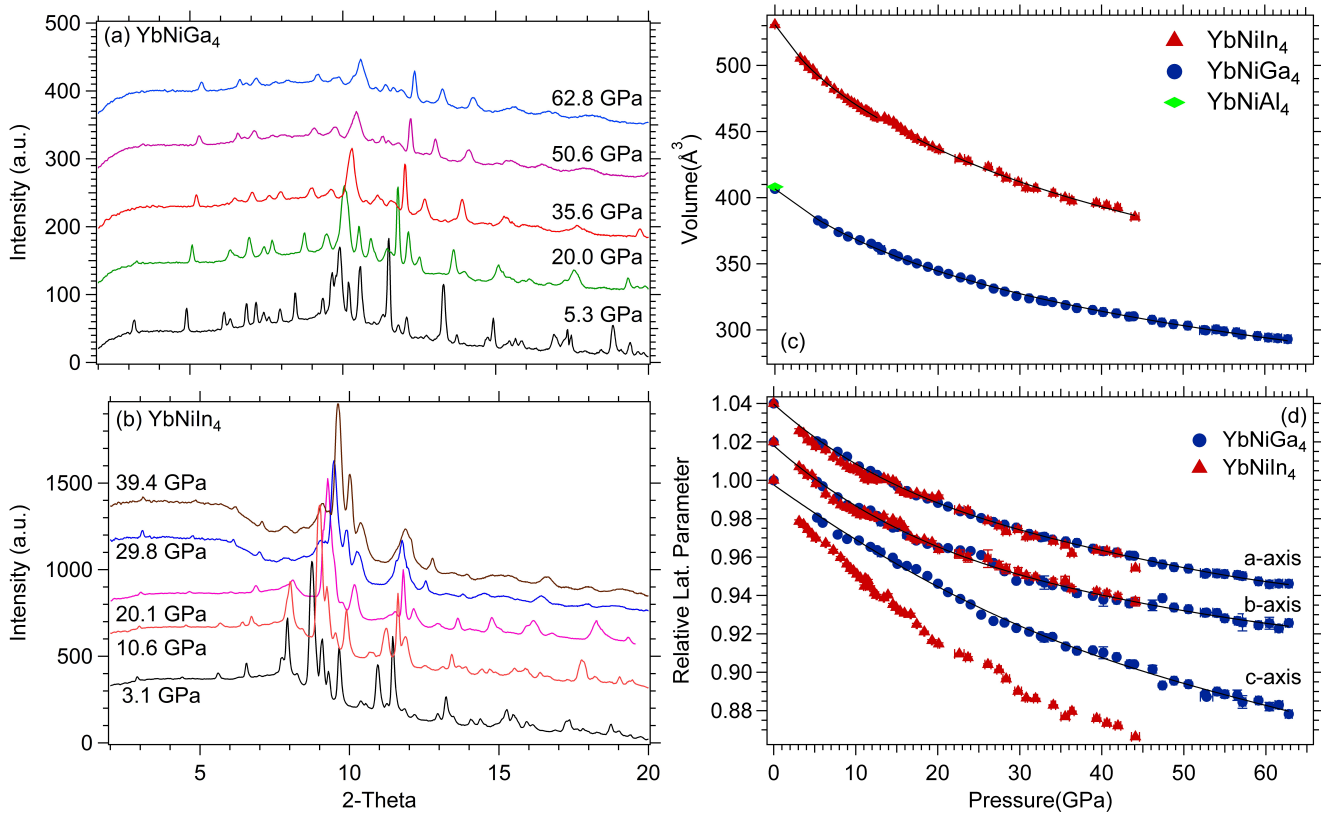 (a) YbNiGa4
500
400
300
200
100
0
Intensity (a.u.)
62.8 GPa
50.6 GPa
35.6 GPa
20.0 GPa
5.3 GPa
(b) YbNiIn4
1500
1000
500
0
Intensity (a.u.)
39.4 GPa
29.8 GPa
20.1 GPa
10.6 GPa
3.1 GPa
5 10 15 20
2-Theta
YbNiIn4
YbNiGa4
YbNiAl4
500
450
400
350
300
Volume(Å3)
(c)
1.04
1.02
1.00
0.98
0.96
0.94
0.92
0.90
0.88
Relative Lat. Parameter
(d)
YbNiGa4
YbNiIn4
a-axis
b-axis
c-axis
0 10 20 30 40 50 60
Pressure(GPa)